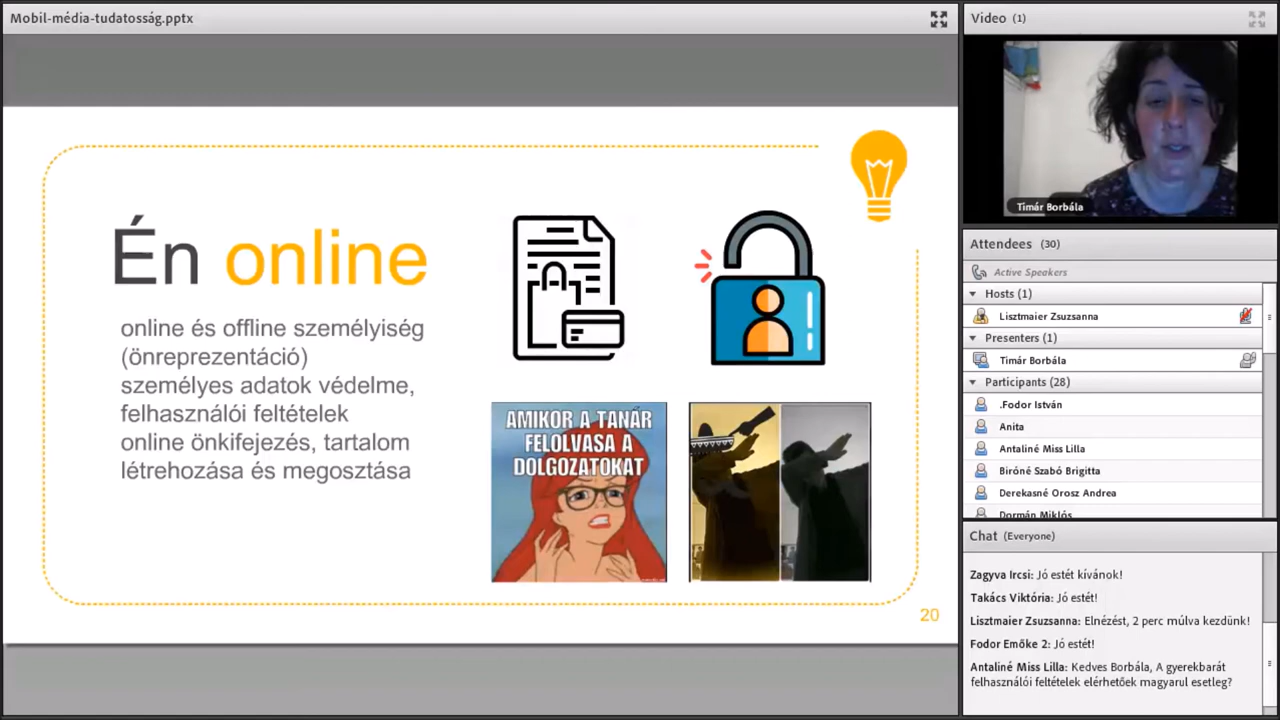 Mobil-média-tudatosság.pptx
Én online
online és offline személyiség
(önreprezentáció)
személyes adatok védelme,
felhasználói feltételek
online önkifejezés, tartalom
létrehozása és megosztása
AMIKOR A TANÁR
FELOLVASA A
DOLGOZATOKAT
20
Video (1)
Tímár Borbála
Attendees (30)
Active Speakers
Hosts (1)
Lisztmaier Zsuzsanna
Presenters (1)
Tímár Borbála
Participants (28)
.Fodor István
Anita
Antaliné Miss Lilla
Biróné Szabó Brigitta
Derekasné Orosz Andrea
Dormán Miklós
Chat (Everyone)
Zagyva Ircsi: Jó estét kívánok!
Takács Viktória: Jó estét!
Lisztmaier Zsuzsanna: Elnézést, 2 perc múlva kezdünk!
Fodor Emőke 2: Jó estét!
Antaliné Miss Lilla: Kedves Borbála, A gyerekbarát
felhasználói feltételek elérhetőek magyarul esetleg?